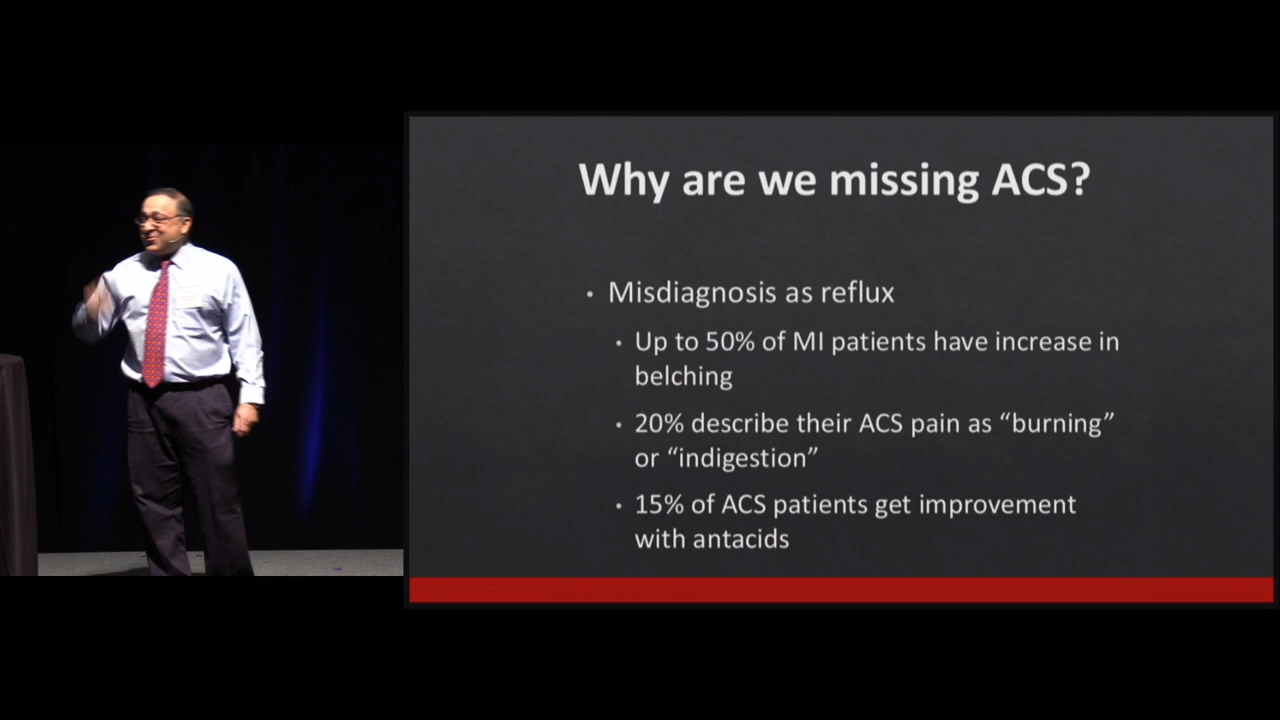 Why are we missing ACS?
• Misdiagnosis as reflux
• Up to 50% of MI patients have increase in
belching
• 20% describe their ACS pain as “burning”
or “indigestion”
• 15% of ACS patients get improvement
with antacids